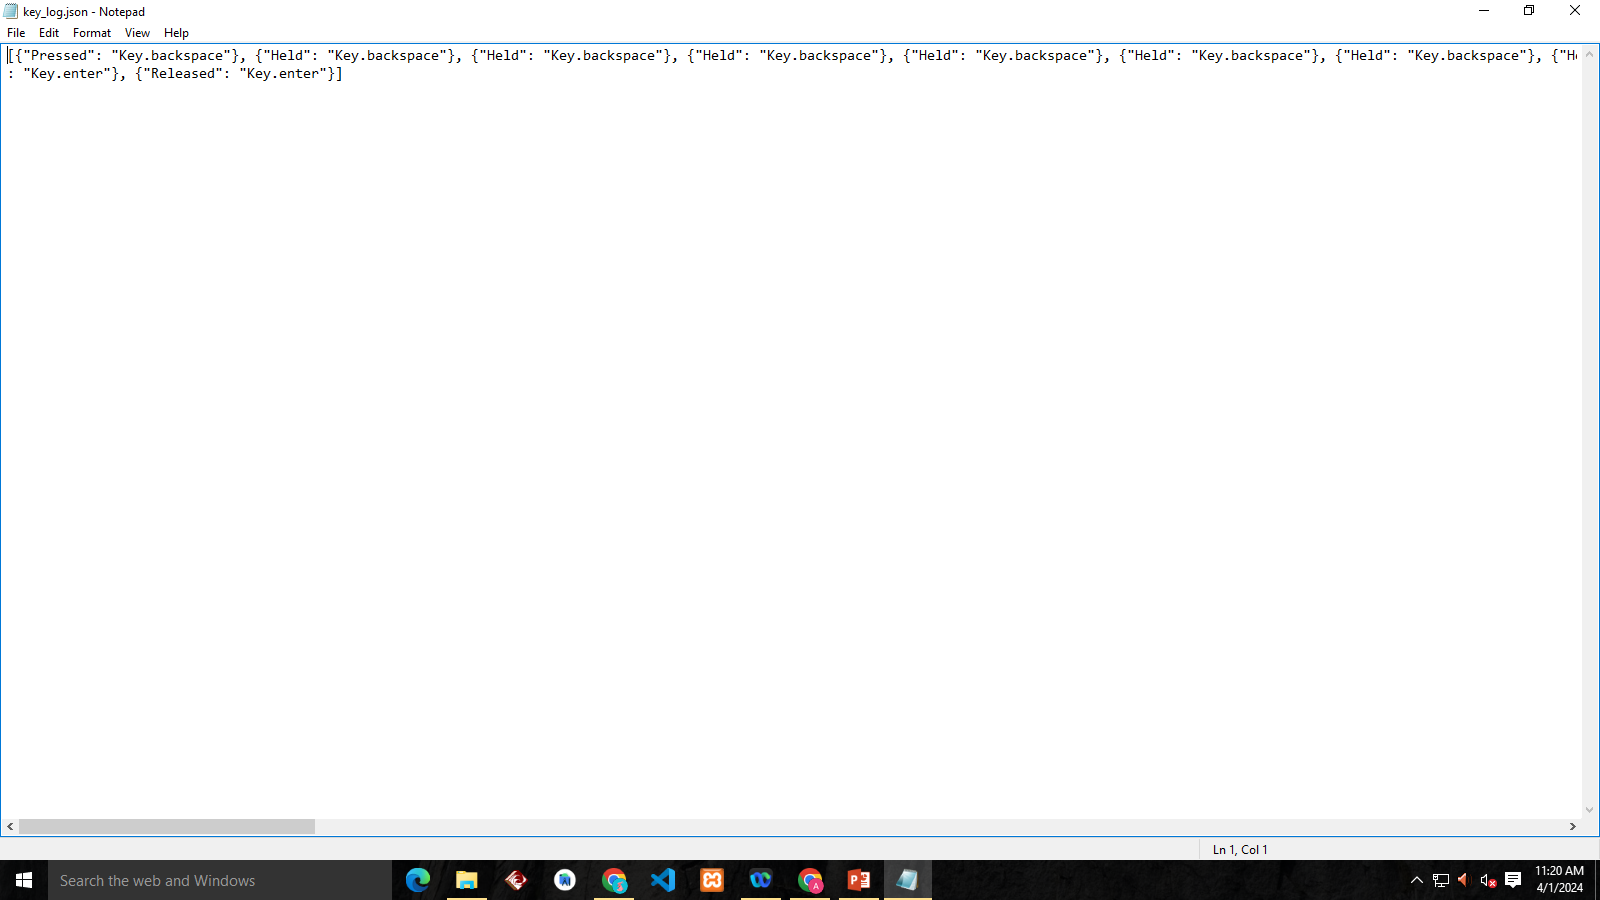 key_log.json - Notepad
File Edit Format View Help
[{"Pressed": "Key.backspace"}, {"Held": "Key.backspace"}, {"Held": "Key.backspace"}, {"Held": "Key.backspace"}, {"Held": "Key.backspace"}, {"Held": "Key.backspace"}, {"Held": "Key.backspace"}, {"He
: "Key.enter"}, {"Released": "Key.enter"}]
Ln 1, Col 1
Search the web and Windows
11:20 AM
4/1/2024